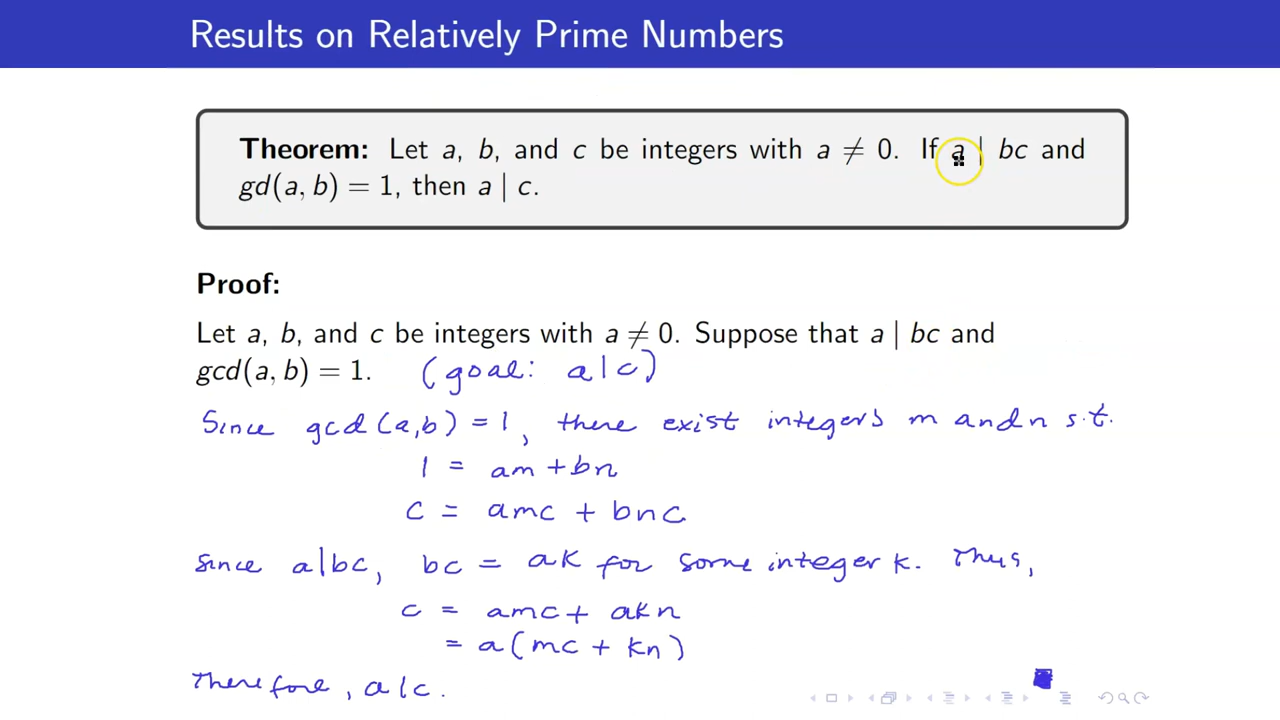 Results on Relatively Prime Numbers
Theorem: Let a, b, and c be integers with a ≠ 0. If a | bc and
gd(a, b) = 1, then a | c.
Proof:
Let a, b, and c be integers with a ≠ 0. Suppose that a | bc and
gcd(a, b) = 1. (goal: a|c)
Since gcd(a,b) = 1, there exist integers m and n s.t.
1 = am + bn
c = amc + bnc
Since a|bc, bc = ak for some integer k. Thus,
c = amc + akn
= a(mc + kn)
Therefore, a|c.